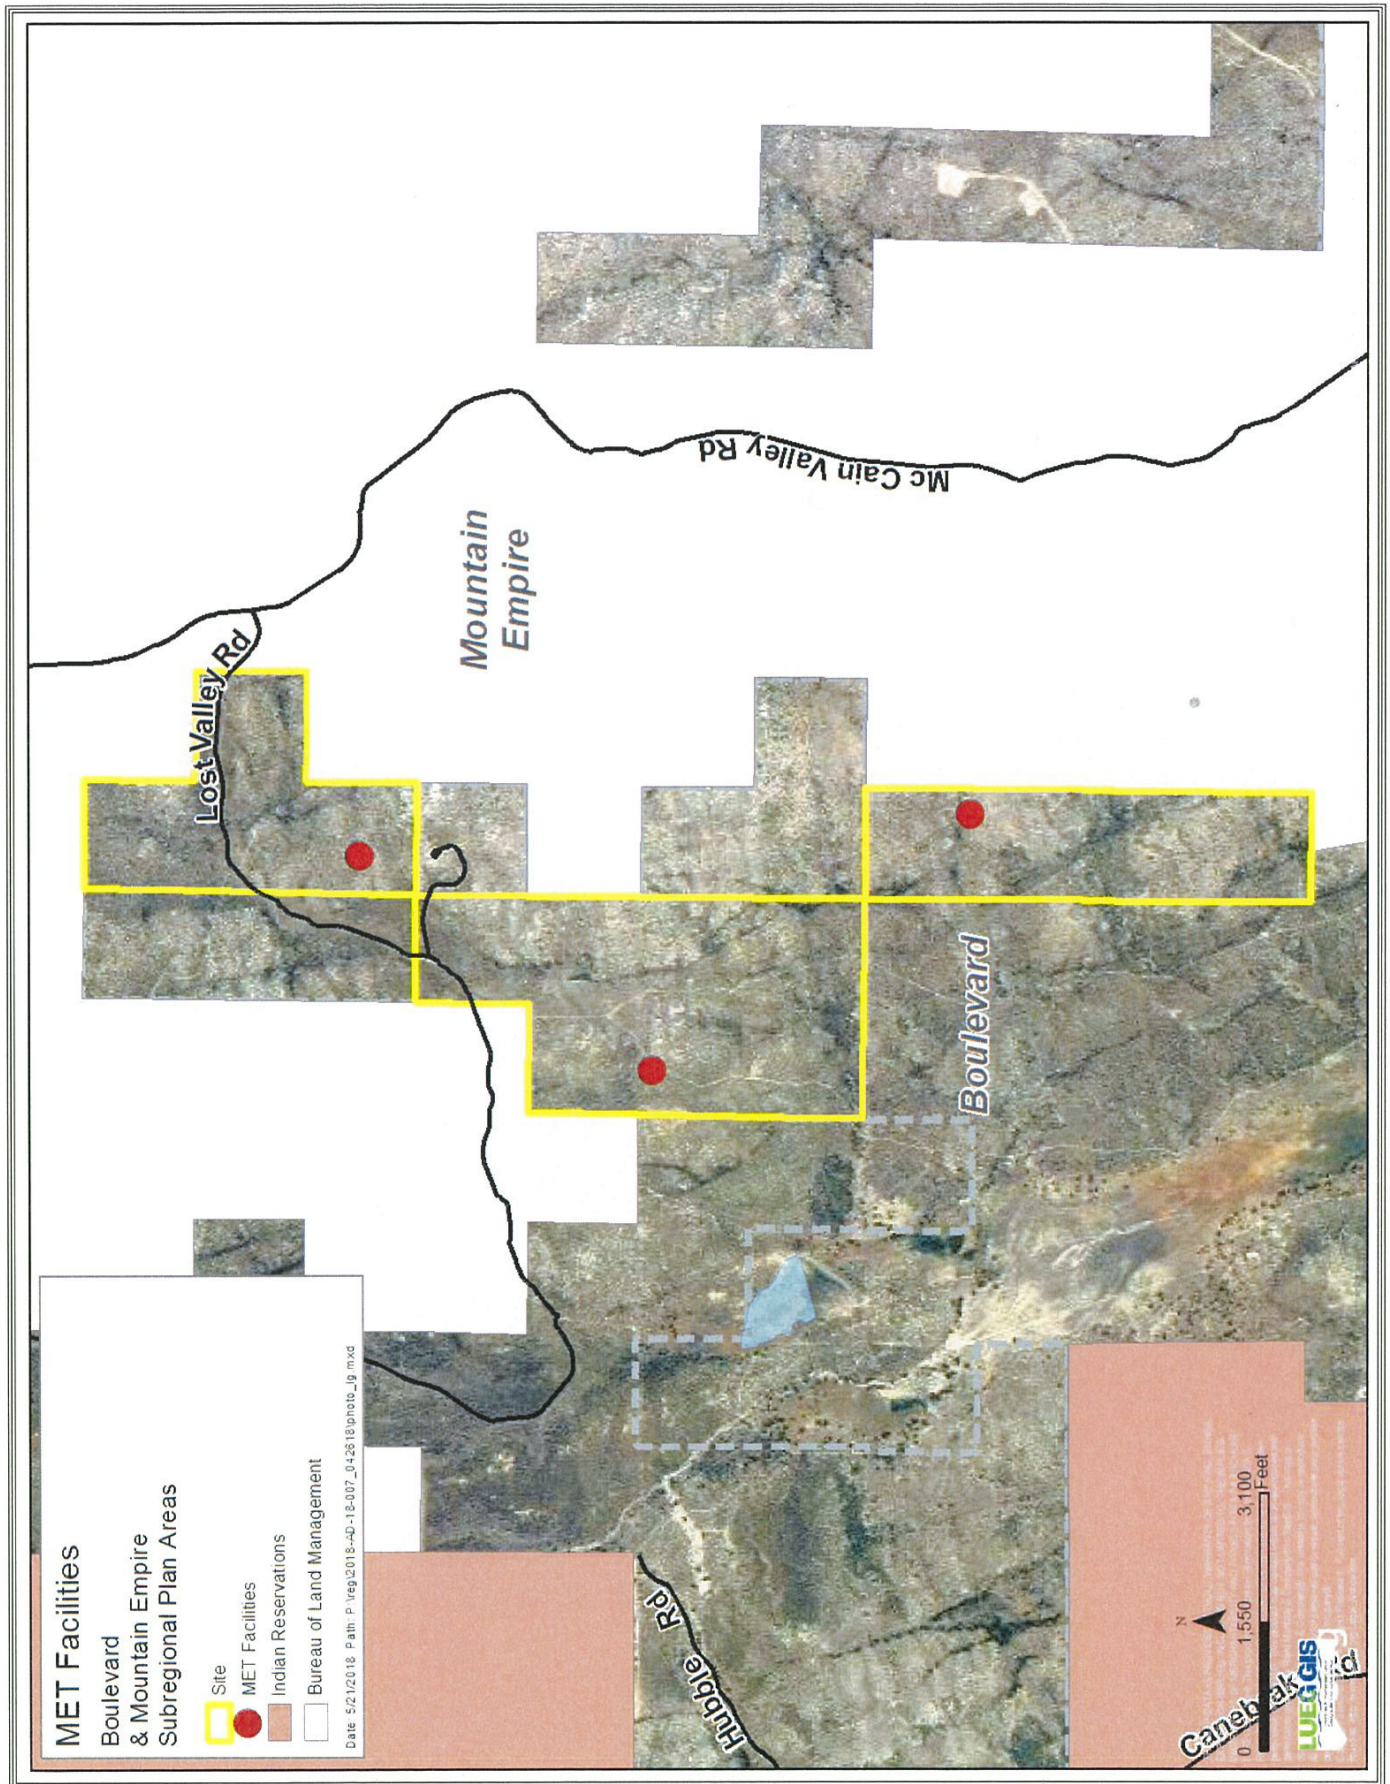 MET Facilities
Boulevard
& Mountain Empire
Subregional Plan Areas
Site
MET Facilities
Indian Reservations
Bureau of Land Management
Date: 5/21/2018 Path: P:\reg\2018-AD-18-007_042618\photo_lg.mxd
Lost Valley Rd
Mountain
Empire
Mc Cain Valley Rd
Boulevard
Hubble Rd
N
0 1,550 3,100
Feet
LUEGGIS